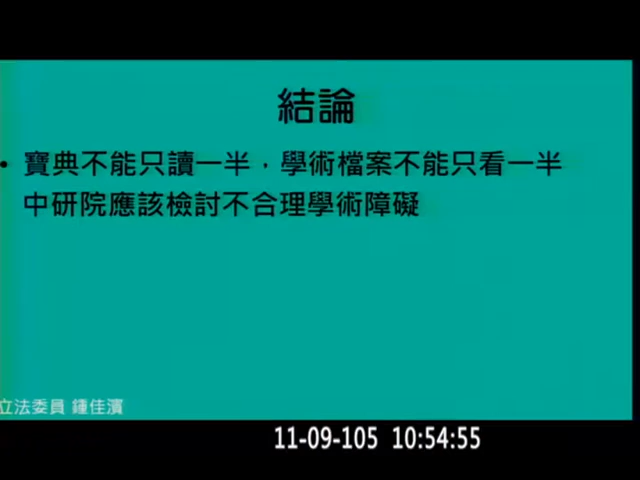 結論
• 寶典不能只讀一半，學術檔案不能只看一半
中研院應該檢討不合理學術障礙
立法委員 鍾佳濱
11-09-105 10:54:55